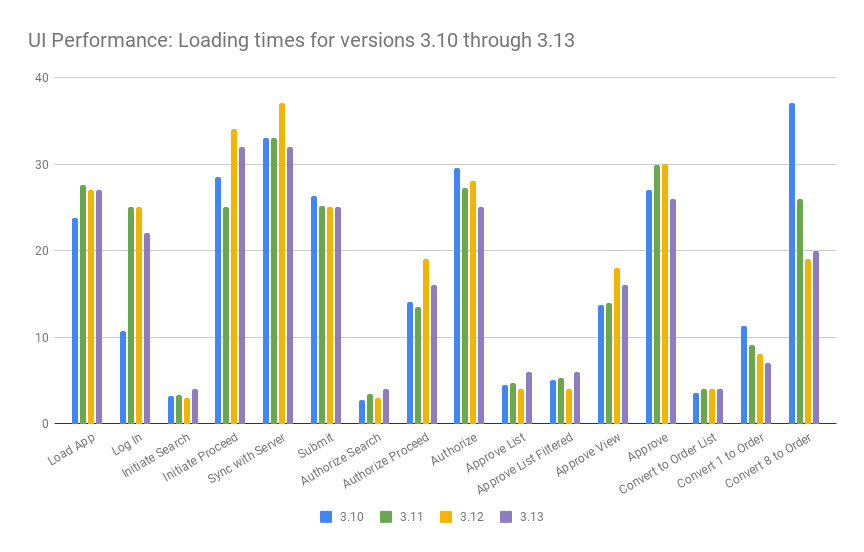 UI Performance: Loading times for versions 3.10 through 3.13
40
30
20
10
0
Load App
Log In
Initiate Search
Initiate Proceed
Sync with Server
Submit
Authorize Search
Authorize Proceed
Authorize
Approve List
Approve List Filtered
Approve View
Approve
Convert to Order List
Convert 1 to Order
Convert 8 to Order
3.10 3.11 3.12 3.13